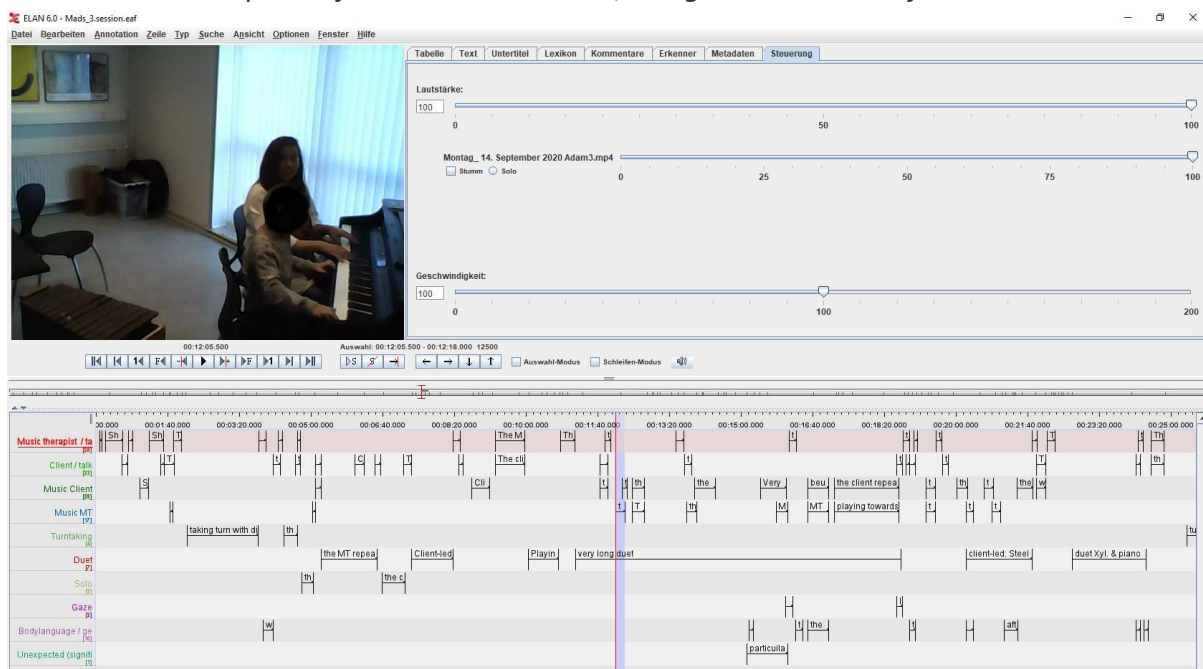 ELAN 6.0 - Mads_3.session.eaf
Datei Bearbeiten Annotation Zeile Typ Suche Ansicht Optionen Fenster Hilfe
Tabelle Text Untertitel Lexikon Kommentare Erkenner Metadaten Steuerung
Lautstärke:
100
0 50 100
Montag_ 14. September 2020 Adam3.mp4
Stumm Solo
0 25 50 75 100
Geschwindigkeit:
100
0 100 200
00:12:05.500 Auswahl: 00:12:05.500 - 00:12:18.000 12500
Auswahl-Modus Schleifen-Modus
00.000 00:01:40.000 00:03:20.000 00:05:00.000 00:06:40.000 00:08:20.000 00:10:00.000 00:11:40.000 00:13:20.000 00:15:00.000 00:16:40.000 00:18:20.000 00:20:00.000 00:21:40.000 00:23:20.000 00:25:00.000
Music therapist / ta Sh Sh T The M Th t t t t t T t Th
Client / talk T t t C T The cli t t t t T th
Music Client S Cli t t th the Very beu the client repea t th t the w
Music MT t T th M MT playing towards t t t
Turntaking taking turn with di th tu
Duet the MT repea Client-led Playin very long duet client-led: Steel duet Xyl. & piano
Solo th the c
Gaze
Bodylanguage / ge w t the t aft
Unexpected (signifi particuila